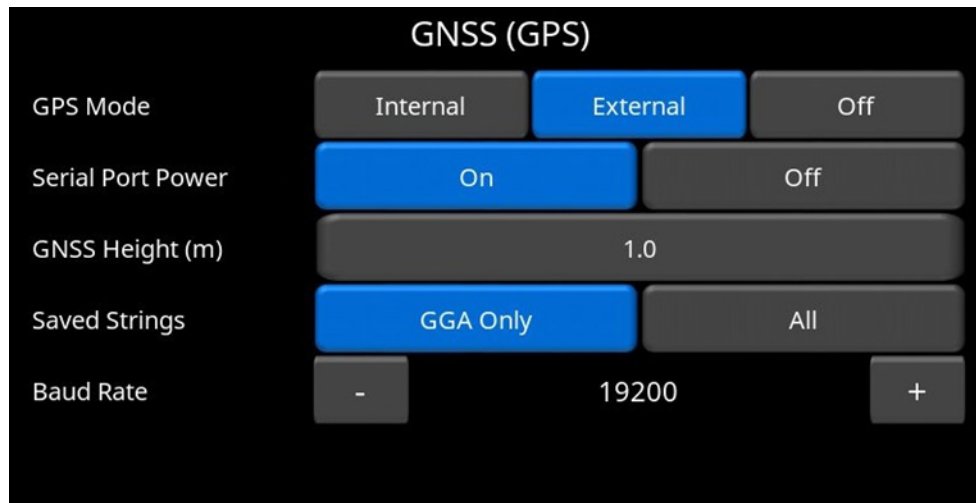 GNSS (GPS)
GPS Mode Internal External Off
Serial Port Power On Off
GNSS Height (m) 1.0
Saved Strings GGA Only All
Baud Rate - 19200 +